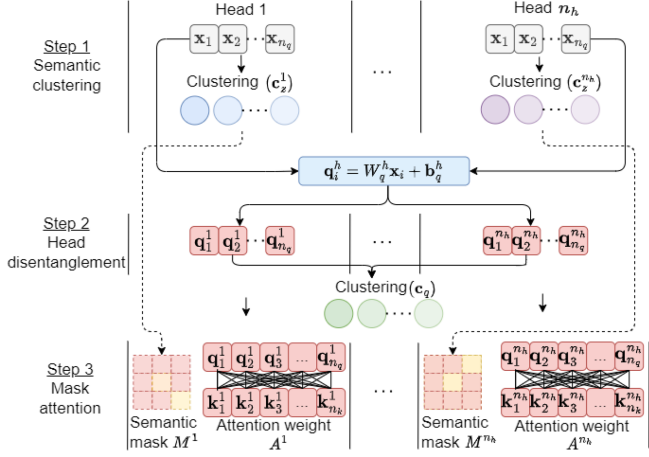 Head 1
Head n_h
Step 1
Semantic
clustering
x_1 x_2 ··· x_{n_q}
x_1 x_2 ··· x_{n_q}
Clustering (c_z^1)
...
Clustering (c_z^{n_h})
q_i^h = W_q^h x_i + b_q^h
Step 2
Head
disentanglement
q_1^1 q_2^1 ··· q_{n_q}^1
...
q_1^{n_h} q_2^{n_h} ··· q_{n_q}^{n_h}
Clustering (c_q)
Step 3
Mask
attention
q_1^1 q_2^1 q_3^1 ... q_{n_q}^1
k_1^1 k_2^1 k_3^1 ... k_{n_k}^1
Semantic
mask M^1
Attention weight
A^1
...
q_1^{n_h} q_2^{n_h} q_3^{n_h} ... q_{n_q}^{n_h}
k_1^{n_h} k_2^{n_h} k_3^{n_h} ... k_{n_k}^{n_h}
Semantic
mask M^{n_h}
Attention weight
A^{n_h}